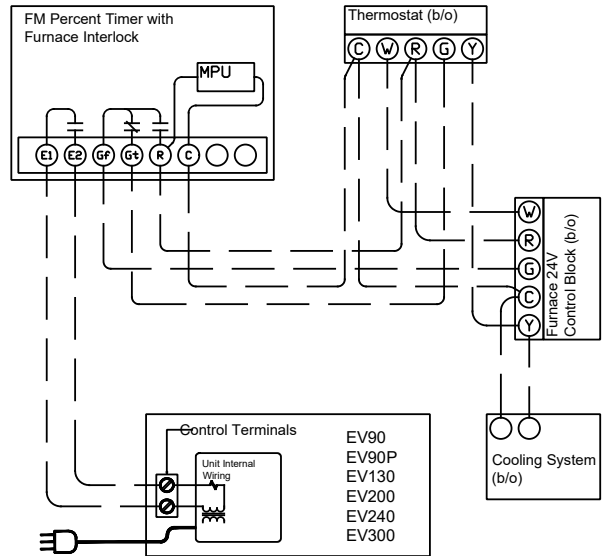 FM Percent Timer with
Furnace Interlock
MPU
E1 E2 Gf Gt R C
Thermostat (b/o)
C W R G Y
W
R
G
C
Y
Furnace 24V
Control Block (b/o)
Control Terminals
Unit Internal
Wiring
EV90
EV90P
EV130
EV200
EV240
EV300
Cooling System
(b/o)